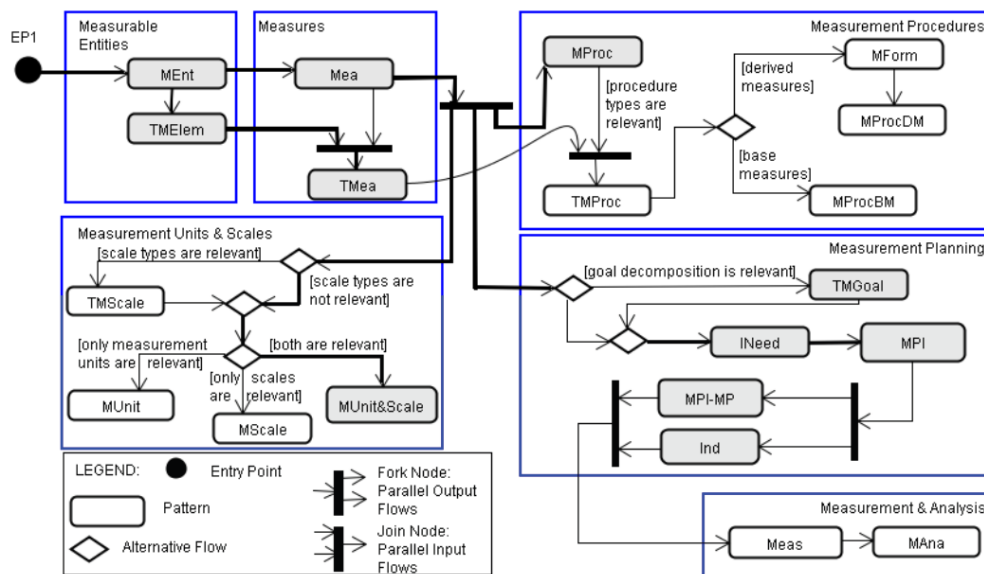 EP1
Measurable
Entities
MEnt
TMElem
Measures
Mea
TMea
Measurement Procedures
MProc
[procedure
types are
relevant]
TMProc
[derived
measures]
MForm
MProcDM
[base
measures]
MProcBM
Measurement Units & Scales
[scale types are relevant]
[scale types are
not relevant]
TMScale
[only measurement
units are relevant]
[both are relevant]
[only scales
are relevant]
MUnit
MScale
MUnit&Scale
Measurement Planning
[goal decomposition is relevant]
TMGoal
INeed
MPI
MPI-MP
Ind
Measurement & Analysis
Meas
MAna
LEGEND:
Entry Point
Pattern
Alternative Flow
Fork Node:
Parallel Output
Flows
Join Node:
Parallel Input
Flows